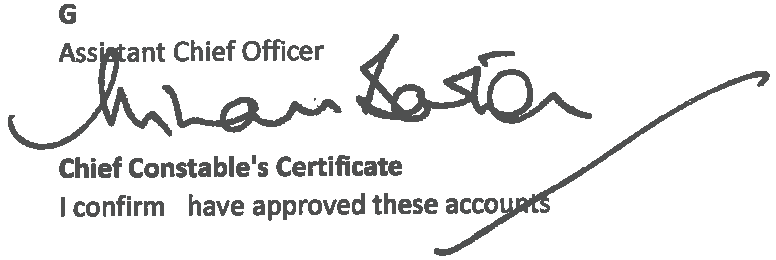 G
Assistant Chief Officer
Chief Constable's Certificate
I confirm have approved these accounts